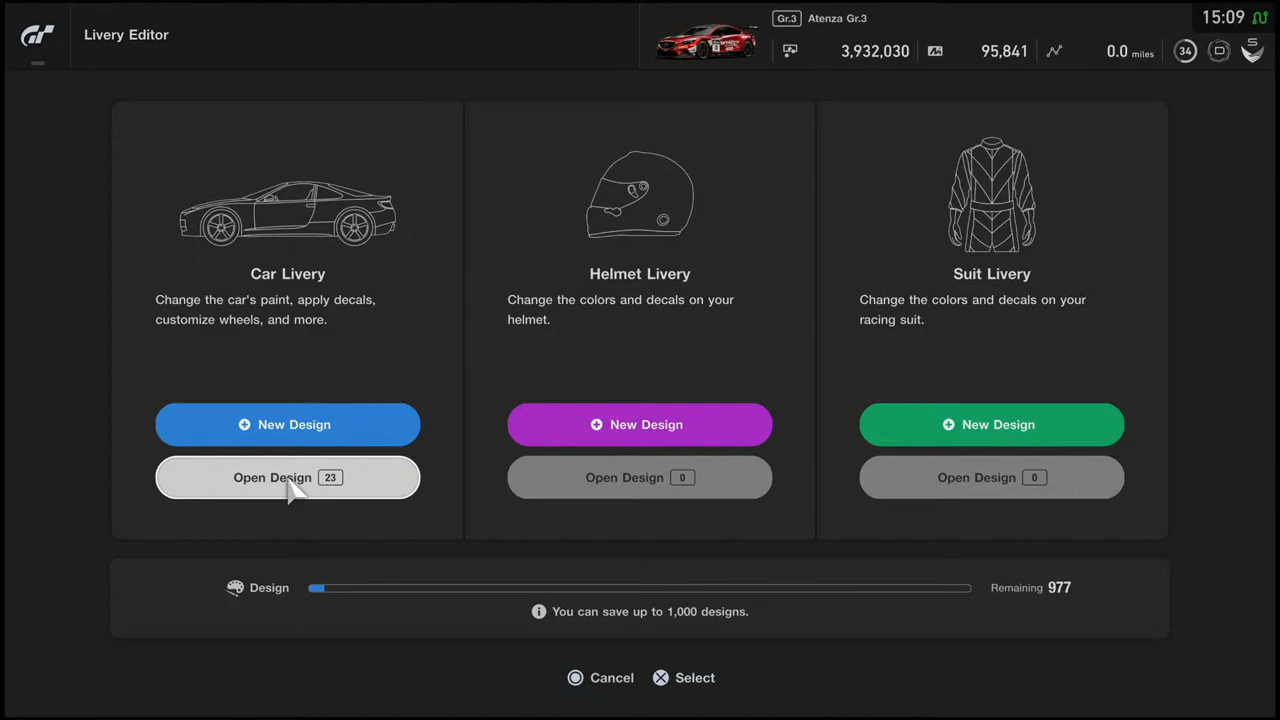 Livery Editor
Gr.3 Atenza Gr.3
15:09
3,932,030
95,841
0.0 miles
34
S
Car Livery
Change the car's paint, apply decals,
customize wheels, and more.
New Design
Open Design 23
Helmet Livery
Change the colors and decals on your
helmet.
New Design
Open Design 0
Suit Livery
Change the colors and decals on your
racing suit.
New Design
Open Design 0
Design
Remaining 977
You can save up to 1,000 designs.
Cancel Select